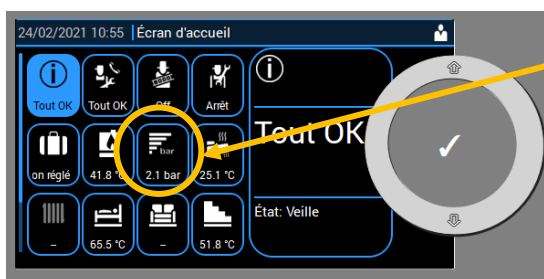 24/02/2021 10:55 | Écran d'accueil
Tout OK
Tout OK
Off
Arrêt
Tout OK
on réglé
41.8 °C
bar
2.1 bar
25.1 °C
État: Veille
–
65.5 °C
–
51.8 °C